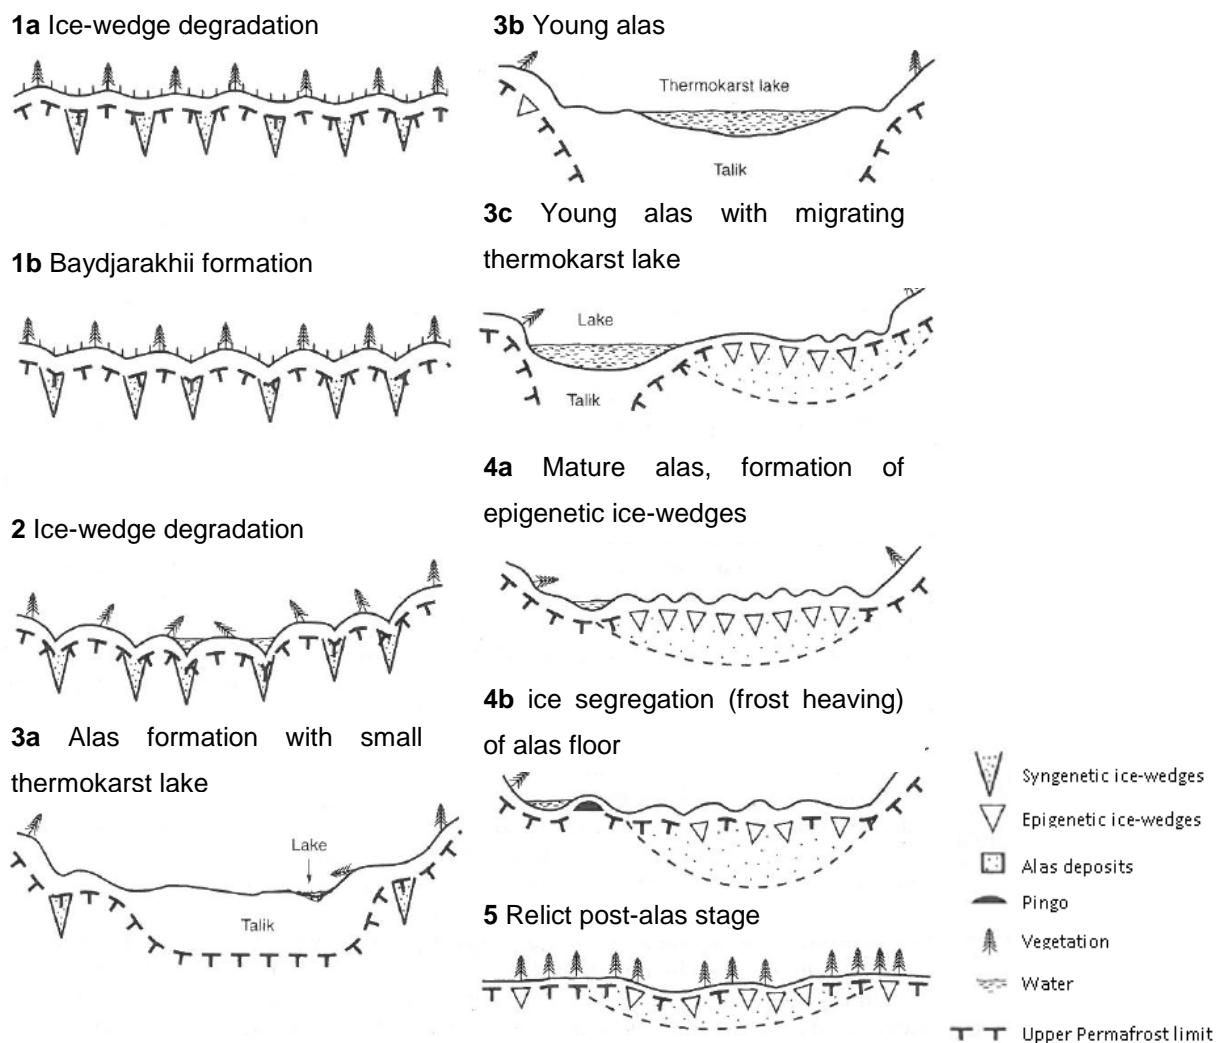 1a Ice-wedge degradation
1b Baydjarakhii formation
2 Ice-wedge degradation
3a Alas formation with small
thermokarst lake
Lake
Talik
3b Young alas
Thermokarst lake
Talik
3c Young alas with migrating
thermokarst lake
Lake
Talik
4a Mature alas, formation of
epigenetic ice-wedges
4b ice segregation (frost heaving)
of alas floor
5 Relict post-alas stage
Syngenetic ice-wedges
Epigenetic ice-wedges
Alas deposits
Pingo
Vegetation
Water
Upper Permafrost limit